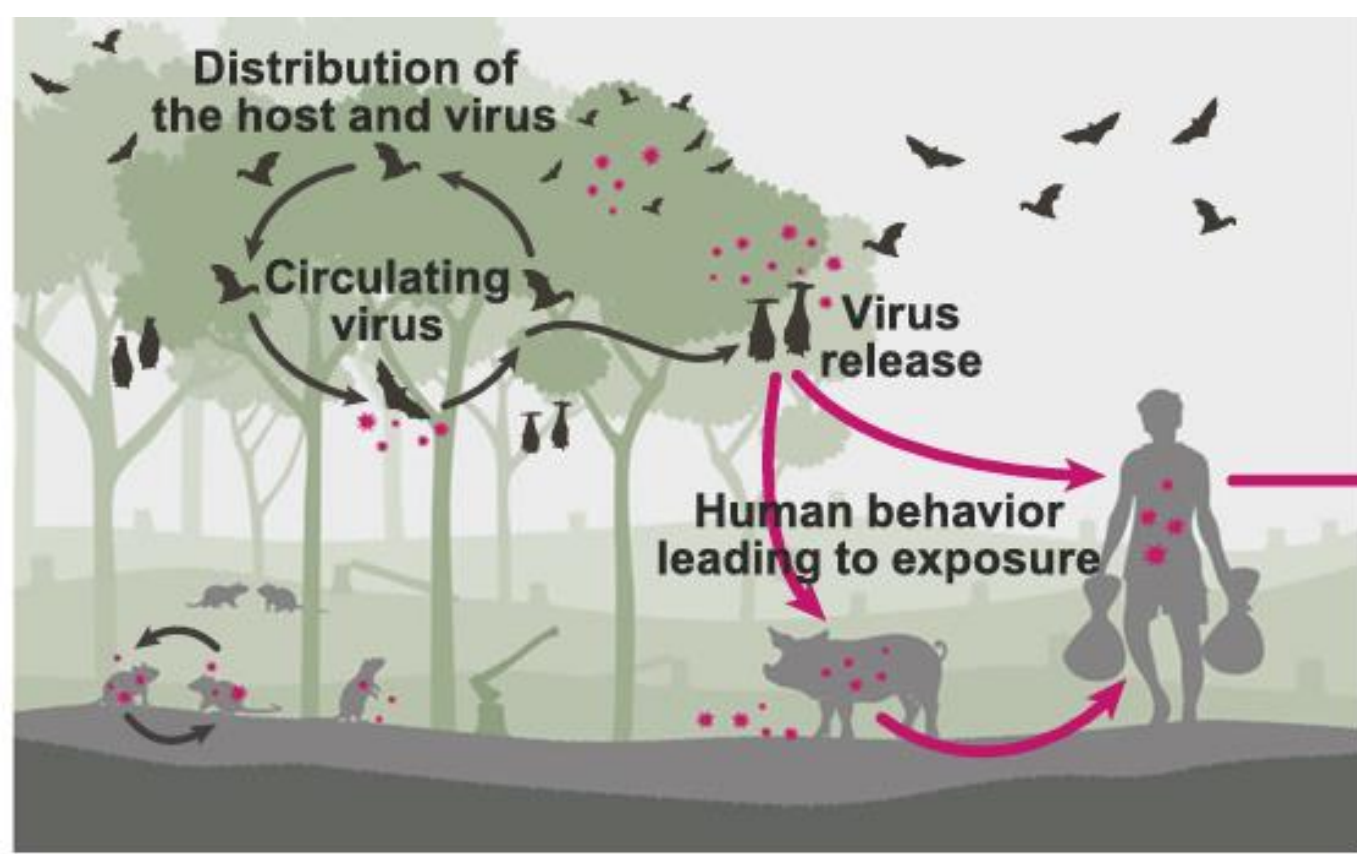 Distribution of
the host and virus
Circulating
virus
Virus
release
Human behavior
leading to exposure